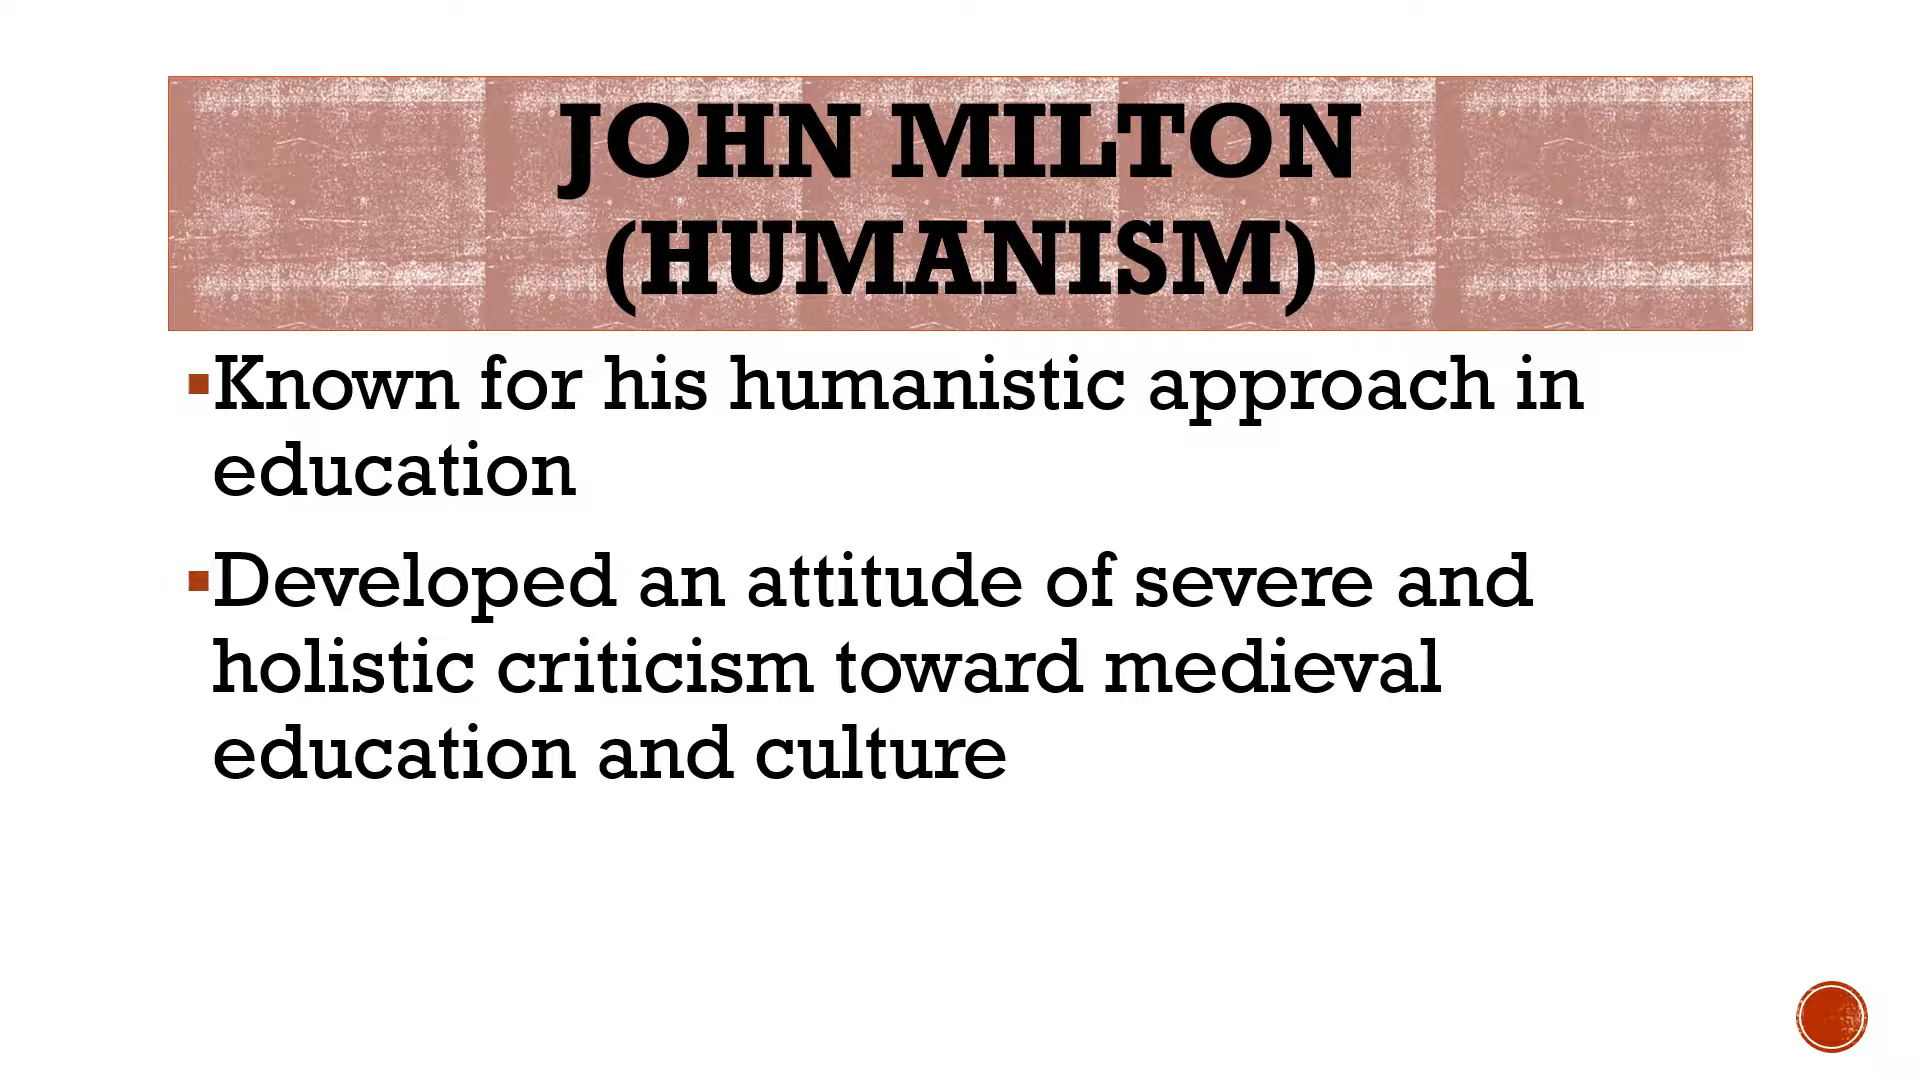 JOHN MILTON
(HUMANISM)
▪Known for his humanistic approach in
education
▪Developed an attitude of severe and
holistic criticism toward medieval
education and culture